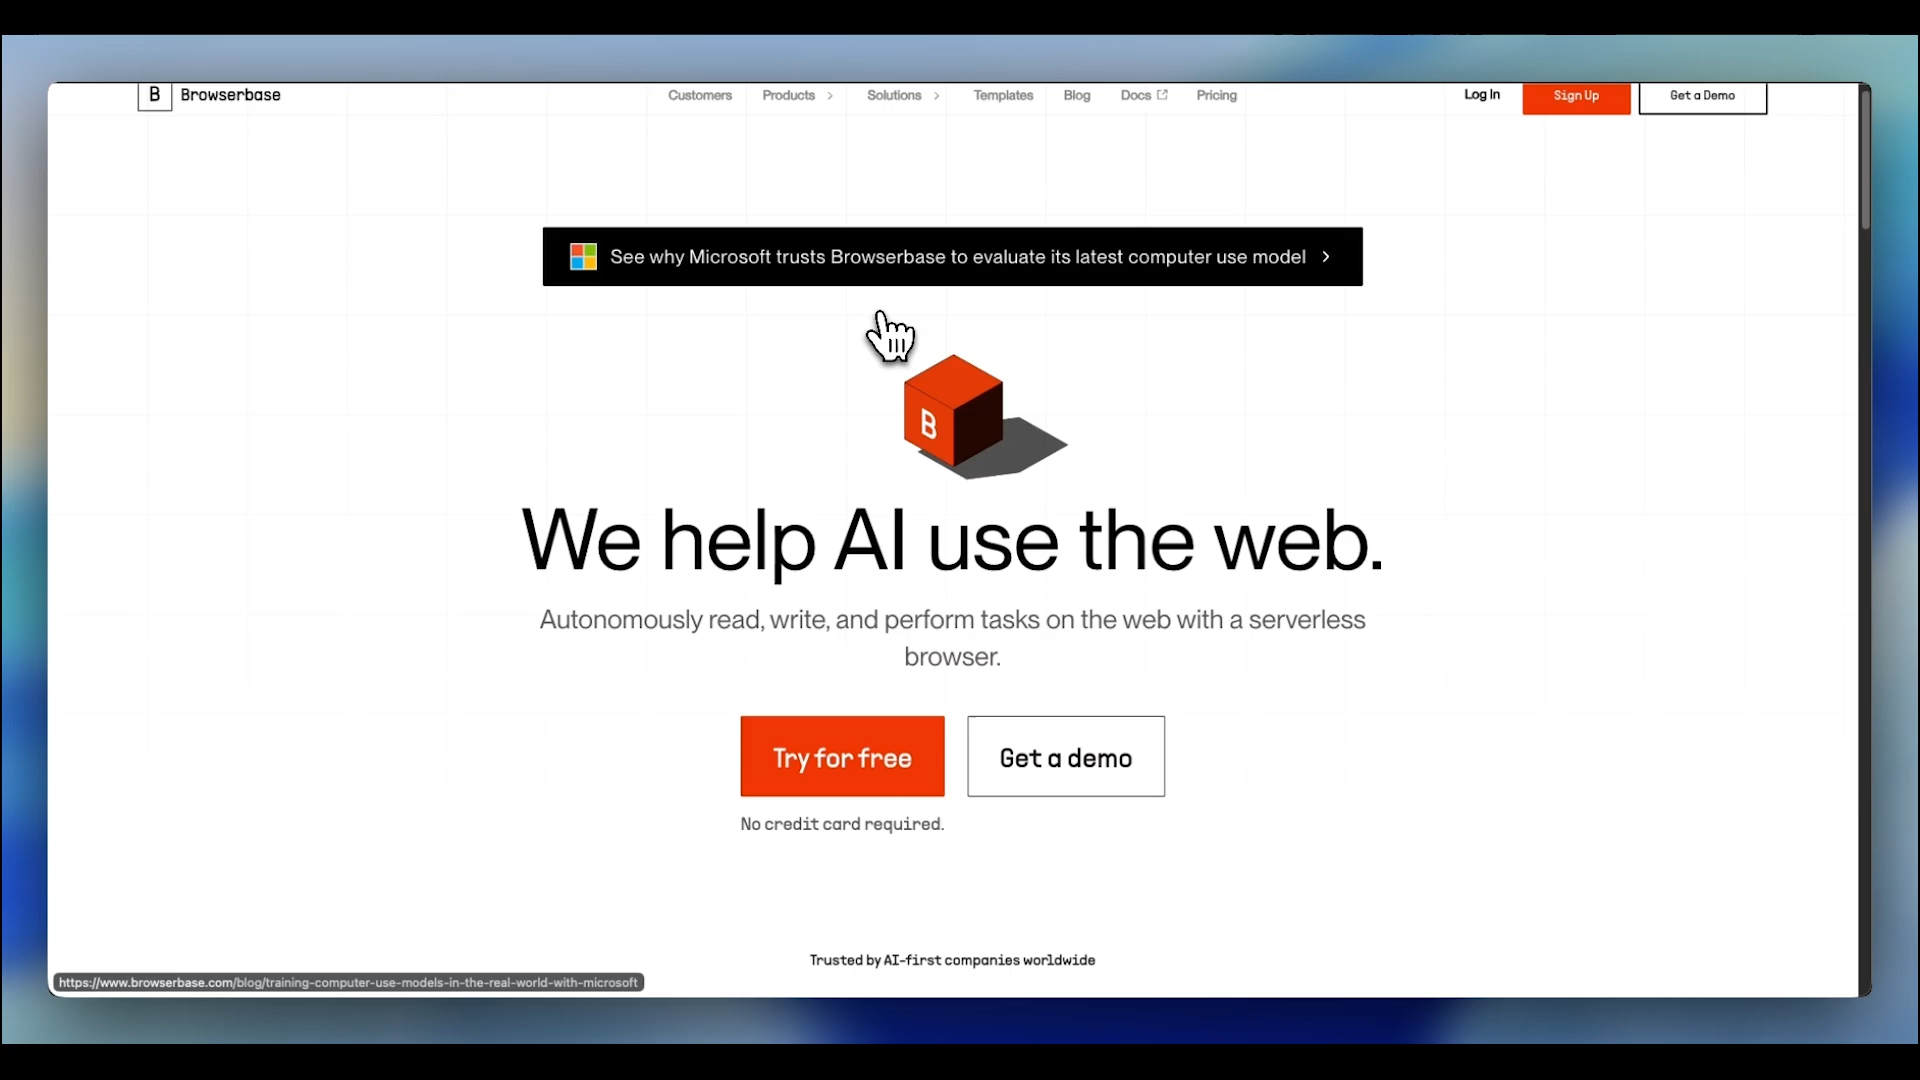 B Browserbase
Customers Products Solutions Templates Blog Docs Pricing
Log In
Sign Up
Get a Demo
See why Microsoft trusts Browserbase to evaluate its latest computer use model
B
We help AI use the web.
Autonomously read, write, and perform tasks on the web with a serverless
browser.
Try for free
Get a demo
No credit card required.
Trusted by AI-first companies worldwide
https://www.browserbase.com/blog/training-computer-use-models-in-the-real-world-with-microsoft